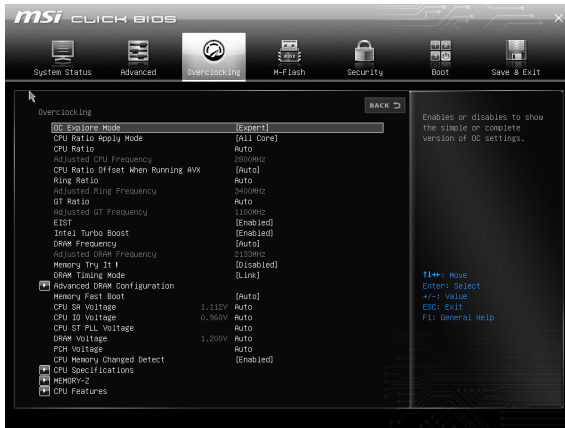 msi CLICK BIOS
×
System Status Advanced Overclocking M-Flash Security Boot Save & Exit
BACK
Overclocking
OC Explore Mode [Expert]
CPU Ratio Apply Mode [All Core]
CPU Ratio Auto
Adjusted CPU Frequency 2800MHz
CPU Ratio Offset When Running AVX [Auto]
Ring Ratio Auto
Adjusted Ring Frequency 3400MHz
GT Ratio Auto
Adjusted GT Frequency 1100MHz
EIST [Enabled]
Intel Turbo Boost [Enabled]
DRAM Frequency [Auto]
Adjusted DRAM Frequency 2133MHz
Memory Try It ! [Disabled]
DRAM Timing Mode [Link]
Advanced DRAM Configuration
Memory Fast Boot [Auto]
CPU SA Voltage 1.112V Auto
CPU IO Voltage 0.960V Auto
CPU ST PLL Voltage Auto
DRAM Voltage 1.200V Auto
PCH Voltage Auto
CPU Memory Changed Detect [Enabled]
CPU Specifications
MEMORY-Z
CPU Features
Enables or disables to show
the simple or complete
version of OC settings.
↑↓←→: Move
Enter: Select
+/-: Value
ESC: Exit
F1: General Help